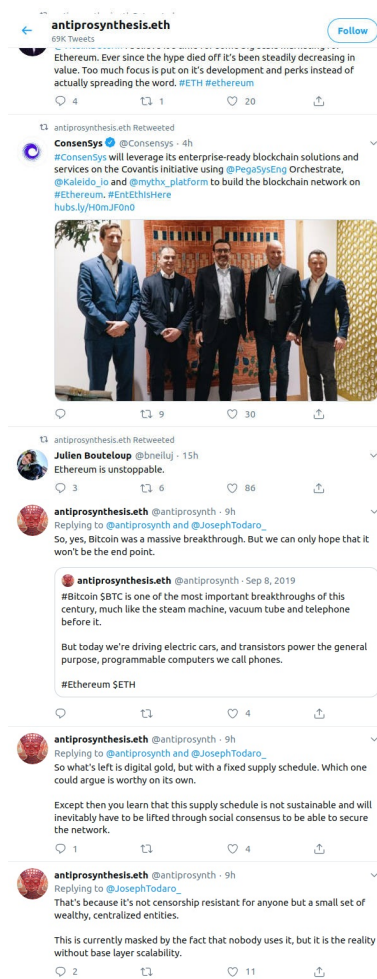 antiprosynthesis.eth
69K Tweets
Follow
Ethereum. Ever since the hype died off it's been steadily decreasing in
value. Too much focus is put on it's development and perks instead of
actually spreading the word. #ETH #ethereum
4 1 20
antiprosynthesis.eth Retweeted
ConsenSys @Consensys · 4h
#ConsenSys will leverage its enterprise-ready blockchain solutions and
services on the Covantis initiative using @PegaSysEng Orchestrate,
@Kaleido_io and @mythx_platform to build the blockchain network on
#Ethereum. #EntEthIsHere
hubs.ly/H0mJF0n0
9 30
antiprosynthesis.eth Retweeted
Julien Bouteloup @bneiluj · 15h
Ethereum is unstoppable.
3 6 86
antiprosynthesis.eth @antiprosynth · 9h
Replying to @antiprosynth and @JosephTodaro_
So, yes, Bitcoin was a massive breakthrough. But we can only hope that it
won't be the end point.
antiprosynthesis.eth @antiprosynth · Sep 8, 2019
#Bitcoin $BTC is one of the most important breakthroughs of this
century, much like the steam machine, vacuum tube and telephone
before it.
But today we're driving electric cars, and transistors power the general
purpose, programmable computers we call phones.
#Ethereum $ETH
4
antiprosynthesis.eth @antiprosynth · 9h
Replying to @antiprosynth and @JosephTodaro_
So what's left is digital gold, but with a fixed supply schedule. Which one
could argue is worthy on its own.
Except then you learn that this supply schedule is not sustainable and will
inevitably have to be lifted through social consensus to be able to secure
the network.
1 4
antiprosynthesis.eth @antiprosynth · 9h
Replying to @JosephTodaro_
That's because it's not censorship resistant for anyone but a small set of
wealthy, centralized entities.
This is currently masked by the fact that nobody uses it, but it is the reality
without base layer scalability.
2 11